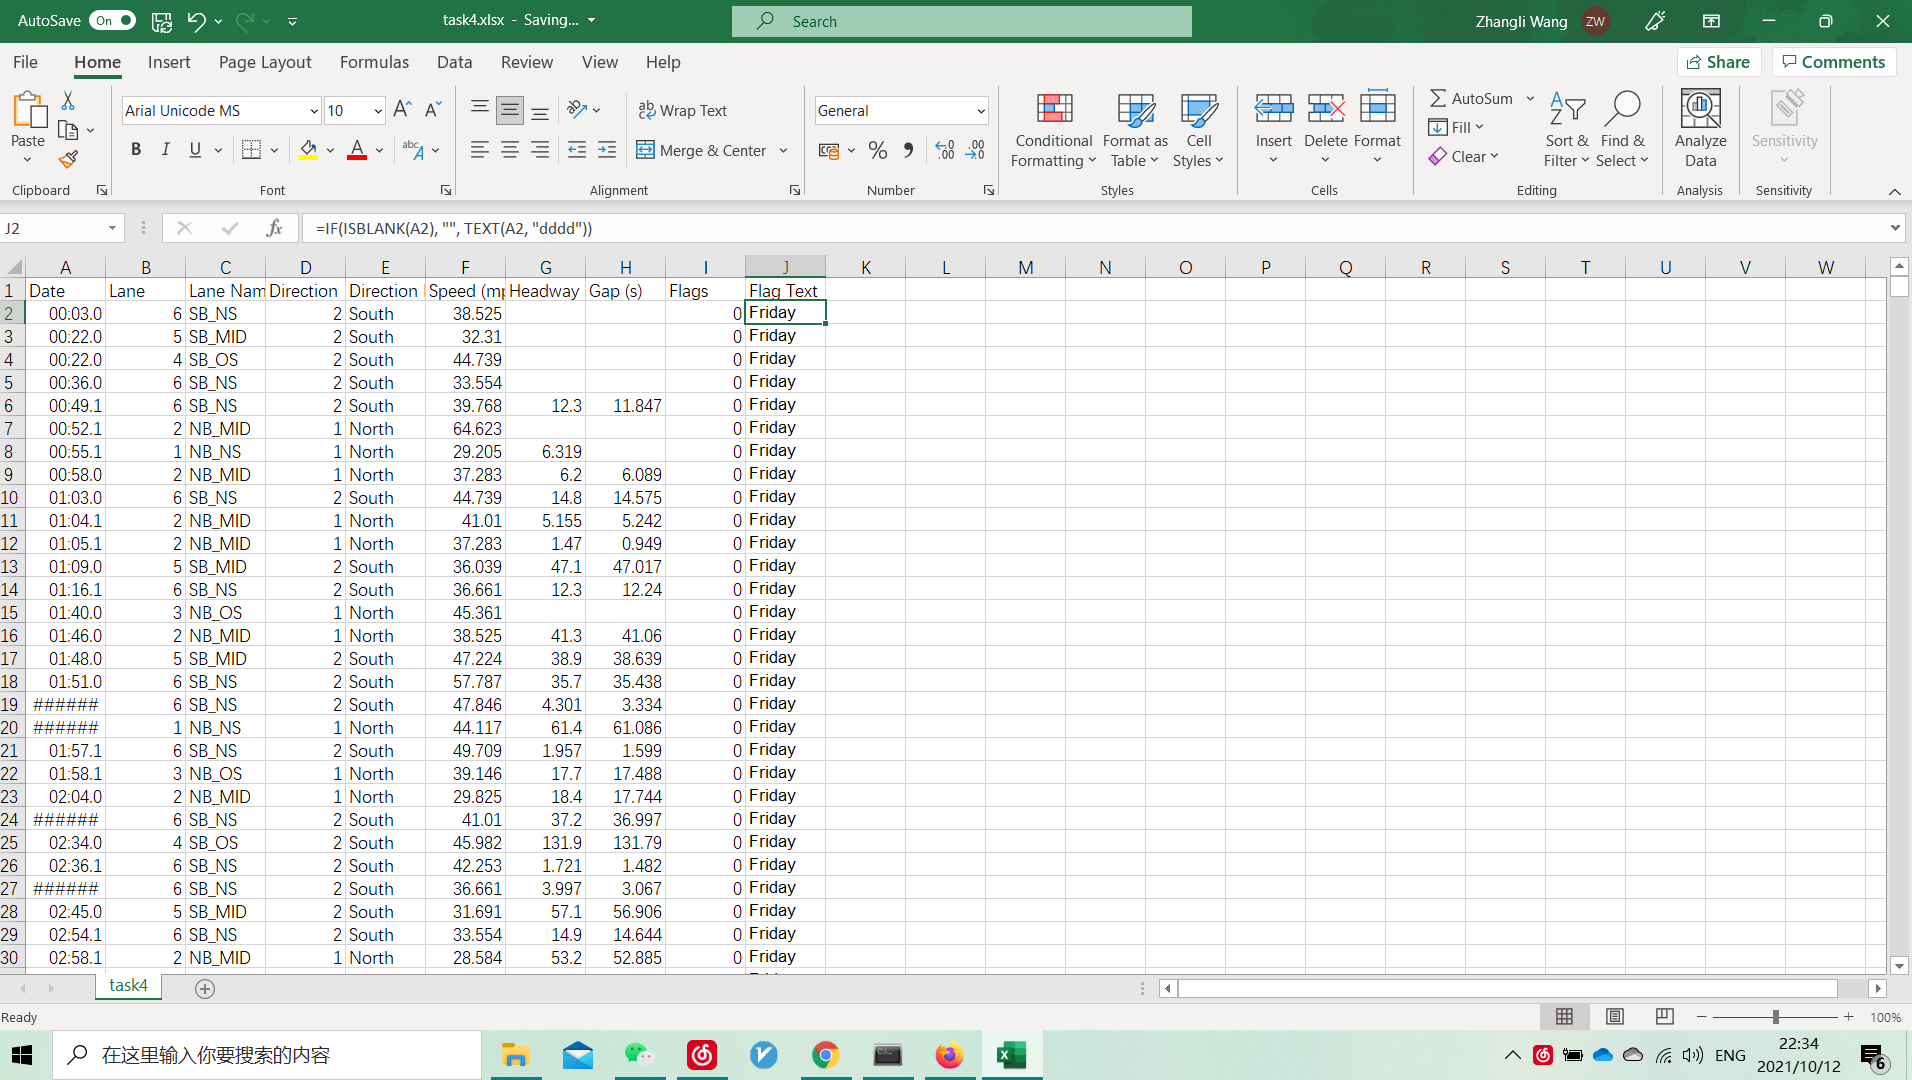 AutoSave On task4.xlsx - Saving... Search Zhangli Wang ZW
File Home Insert Page Layout Formulas Data Review View Help Share Comments
Arial Unicode MS 10 Wrap Text General AutoSum
Paste Conditional Formatting Format as Table Cell Styles Insert Delete Format Fill Sort & Filter Find & Select Analyze Data Sensitivity
B I U Merge & Center % Clear
Clipboard Font Alignment Number Styles Cells Editing Analysis Sensitivity
J2 fx =IF(ISBLANK(A2), "", TEXT(A2, "dddd"))
A B C D E F G H I J K L M N O P Q R S T U V W
1 Date Lane Lane Nam Direction Direction Speed (mp Headway Gap (s) Flags Flag Text
2 00:03.0 6 SB_NS 2 South 38.525 0 Friday
3 00:22.0 5 SB_MID 2 South 32.31 0 Friday
4 00:22.0 4 SB_OS 2 South 44.739 0 Friday
5 00:36.0 6 SB_NS 2 South 33.554 0 Friday
6 00:49.1 6 SB_NS 2 South 39.768 12.3 11.847 0 Friday
7 00:52.1 2 NB_MID 1 North 64.623 0 Friday
8 00:55.1 1 NB_NS 1 North 29.205 6.319 0 Friday
9 00:58.0 2 NB_MID 1 North 37.283 6.2 6.089 0 Friday
10 01:03.0 6 SB_NS 2 South 44.739 14.8 14.575 0 Friday
11 01:04.1 2 NB_MID 1 North 41.01 5.155 5.242 0 Friday
12 01:05.1 2 NB_MID 1 North 37.283 1.47 0.949 0 Friday
13 01:09.0 5 SB_MID 2 South 36.039 47.1 47.017 0 Friday
14 01:16.1 6 SB_NS 2 South 36.661 12.3 12.24 0 Friday
15 01:40.0 3 NB_OS 1 North 45.361 0 Friday
16 01:46.0 2 NB_MID 1 North 38.525 41.3 41.06 0 Friday
17 01:48.0 5 SB_MID 2 South 47.224 38.9 38.639 0 Friday
18 01:51.0 6 SB_NS 2 South 57.787 35.7 35.438 0 Friday
19 ###### 6 SB_NS 2 South 47.846 4.301 3.334 0 Friday
20 ###### 1 NB_NS 1 North 44.117 61.4 61.086 0 Friday
21 01:57.1 6 SB_NS 2 South 49.709 1.957 1.599 0 Friday
22 01:58.1 3 NB_OS 1 North 39.146 17.7 17.488 0 Friday
23 02:04.0 2 NB_MID 1 North 29.825 18.4 17.744 0 Friday
24 ###### 6 SB_NS 2 South 41.01 37.2 36.997 0 Friday
25 02:34.0 4 SB_OS 2 South 45.982 131.9 131.79 0 Friday
26 02:36.1 6 SB_NS 2 South 42.253 1.721 1.482 0 Friday
27 ###### 6 SB_NS 2 South 36.661 3.997 3.067 0 Friday
28 02:45.0 5 SB_MID 2 South 31.691 57.1 56.906 0 Friday
29 02:54.1 6 SB_NS 2 South 33.554 14.9 14.644 0 Friday
30 02:58.1 2 NB_MID 1 North 28.584 53.2 52.885 0 Friday
task4
Ready 100%
在这里输入你要搜索的内容 ENG 22:34
2021/10/12 6